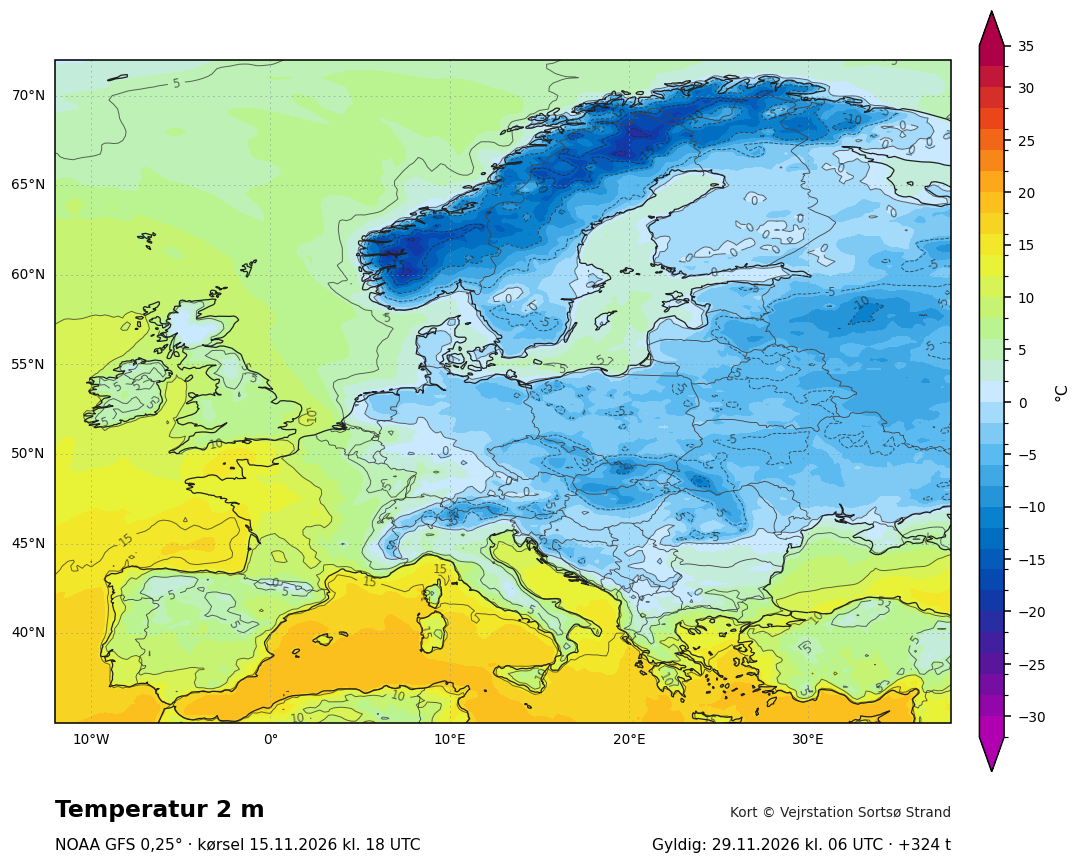 35
30
25
20
15
10
5
0
−5
−10
−15
−20
−25
−30
°C
70°N
65°N
60°N
55°N
50°N
45°N
40°N
10°W 0° 10°E 20°E 30°E
Temperatur 2 m
Kort © Vejrstation Sortsø Strand
NOAA GFS 0,25° · kørsel 15.11.2026 kl. 18 UTC
Gyldig: 29.11.2026 kl. 06 UTC · +324 t